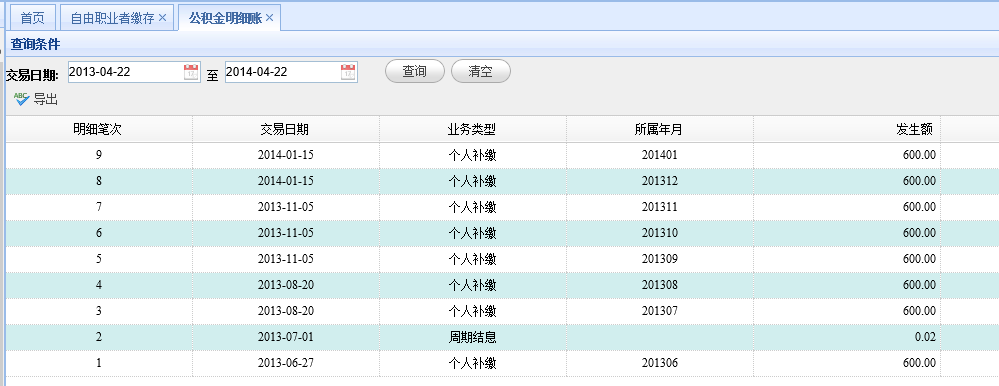 首页 自由职业者缴存 公积金明细账
查询条件
交易日期: 2013-04-22 至 2014-04-22 查询 清空
ABC 导出
明细笔次 交易日期 业务类型 所属年月 发生额
9 2014-01-15 个人补缴 201401 600.00
8 2014-01-15 个人补缴 201312 600.00
7 2013-11-05 个人补缴 201311 600.00
6 2013-11-05 个人补缴 201310 600.00
5 2013-11-05 个人补缴 201309 600.00
4 2013-08-20 个人补缴 201308 600.00
3 2013-08-20 个人补缴 201307 600.00
2 2013-07-01 周期结息 0.02
1 2013-06-27 个人补缴 201306 600.00